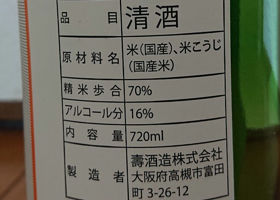 品目 清酒
原材料名 米(国産)、米こうじ
(国産米)
精米歩合 70%
アルコール分 16%
内容量 720ml
製造者 壽酒造株式会社
大阪府高槻市富田
町3-26-12